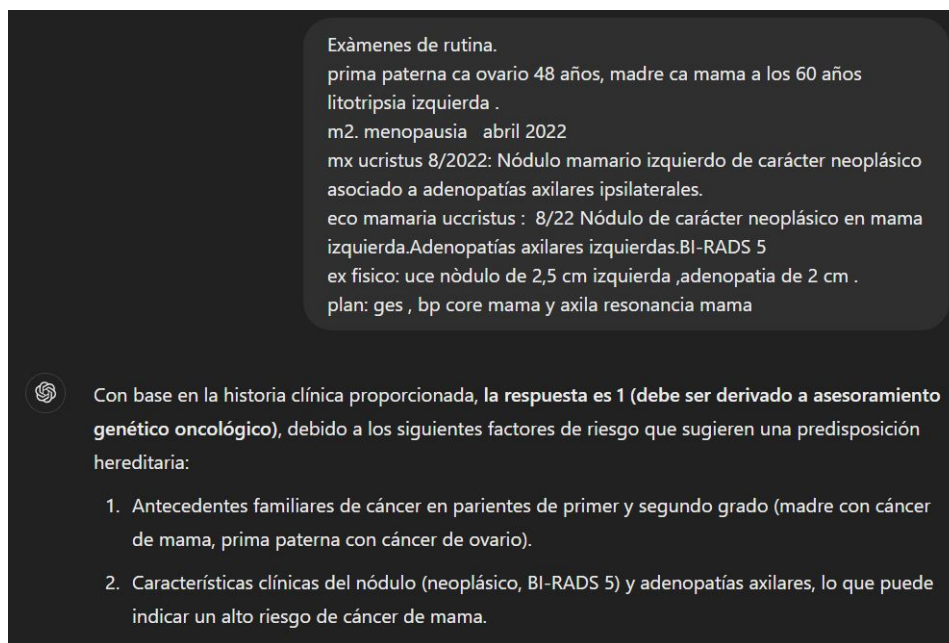 Exàmenes de rutina.
prima paterna ca ovario 48 años, madre ca mama a los 60 años
litotripsia izquierda .
m2. menopausia   abril 2022
mx ucristus 8/2022: Nódulo mamario izquierdo de carácter neoplásico
asociado a adenopatías axilares ipsilaterales.
eco mamaria uccristus :  8/22 Nódulo de carácter neoplásico en mama
izquierda.Adenopatías axilares izquierdas.BI-RADS 5
ex fisico: uce nòdulo de 2,5 cm izquierda ,adenopatia de 2 cm .
plan: ges , bp core mama y axila resonancia mama
Con base en la historia clínica proporcionada, la respuesta es 1 (debe ser derivado a asesoramiento
genético oncológico), debido a los siguientes factores de riesgo que sugieren una predisposición
hereditaria:
1. Antecedentes familiares de cáncer en parientes de primer y segundo grado (madre con cáncer
de mama, prima paterna con cáncer de ovario).
2. Características clínicas del nódulo (neoplásico, BI-RADS 5) y adenopatías axilares, lo que puede
indicar un alto riesgo de cáncer de mama.